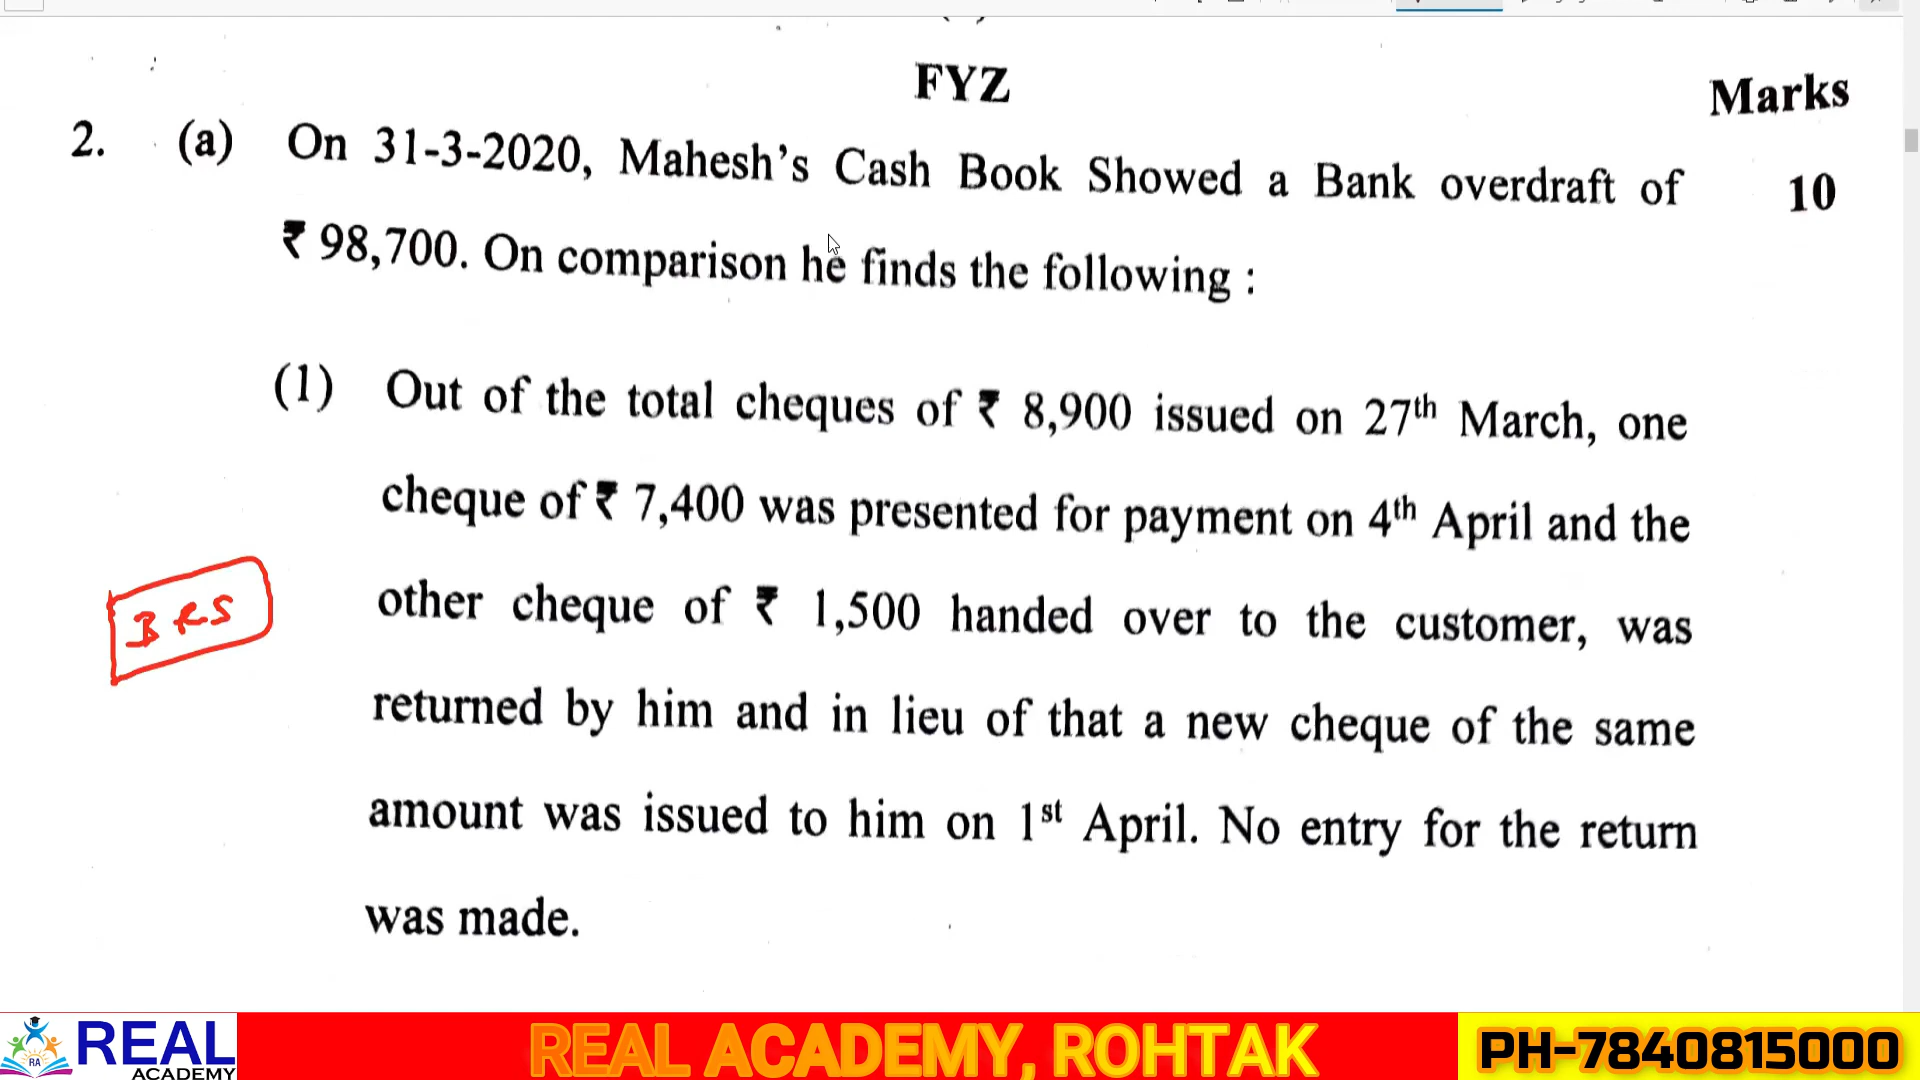 FYZ
Marks
2. (a) On 31-3-2020, Mahesh's Cash Book Showed a Bank overdraft of 10
₹ 98,700. On comparison he finds the following :
(1) Out of the total cheques of ₹ 8,900 issued on 27th March, one
cheque of ₹ 7,400 was presented for payment on 4th April and the
other cheque of ₹ 1,500 handed over to the customer, was
returned by him and in lieu of that a new cheque of the same
amount was issued to him on 1st April. No entry for the return
was made.
BRS
RA
REAL
ACADEMY
REAL ACADEMY, ROHTAK
PH-7840815000